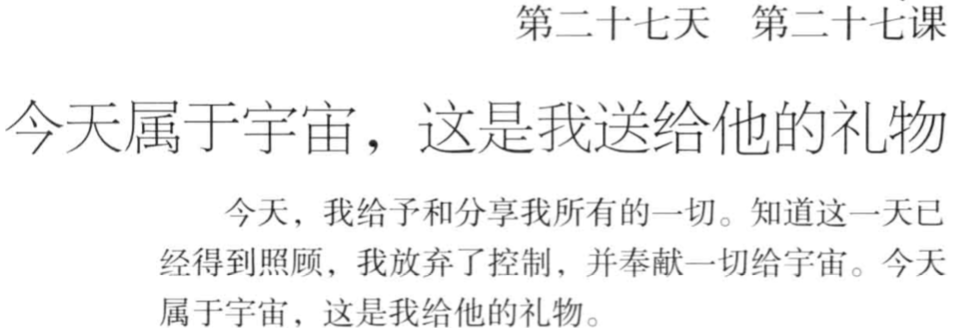 第二十七天　第二十七课
今天属于宇宙，这是我送给他的礼物
今天，我给予和分享我所有的一切。知道这一天已
经得到照顾，我放弃了控制，并奉献一切给宇宙。今天
属于宇宙，这是我给他的礼物。